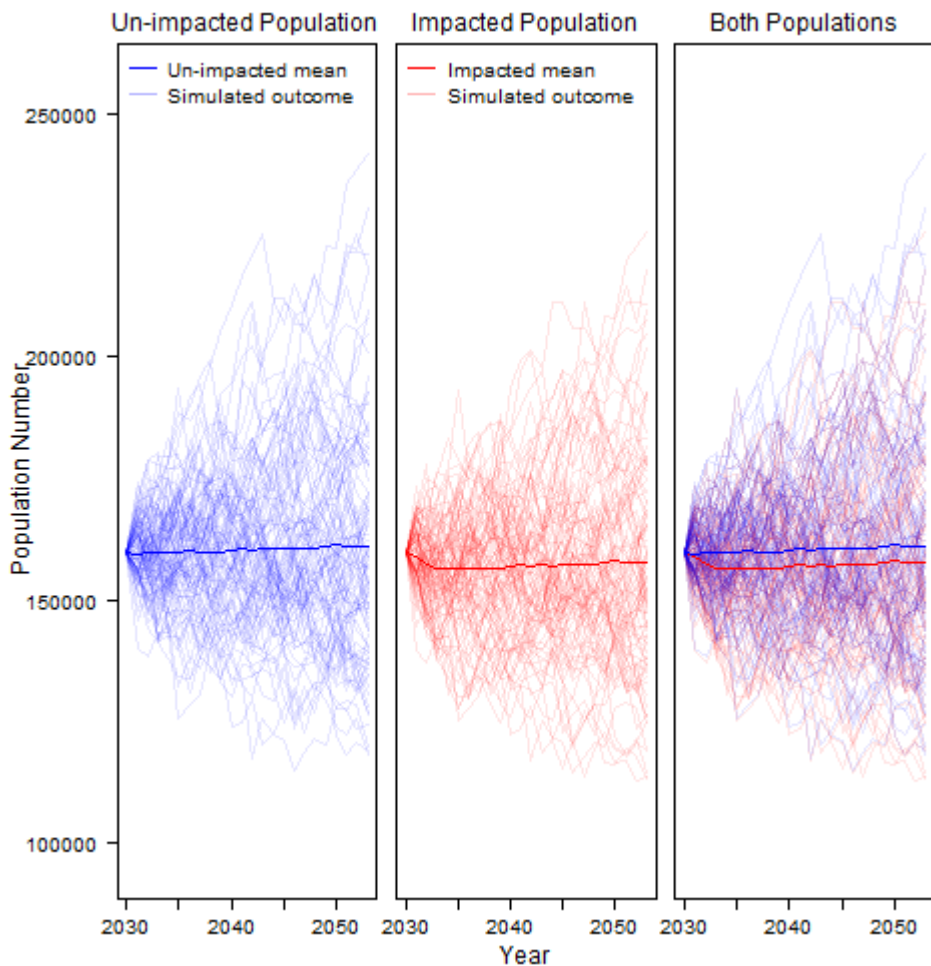 Un-impacted Population
Impacted Population
Both Populations
Un-impacted mean
Simulated outcome
Impacted mean
Simulated outcome
250000
200000
150000
100000
Population Number
2030
2040
2050
2030
2040
2050
2030
2040
2050
Year